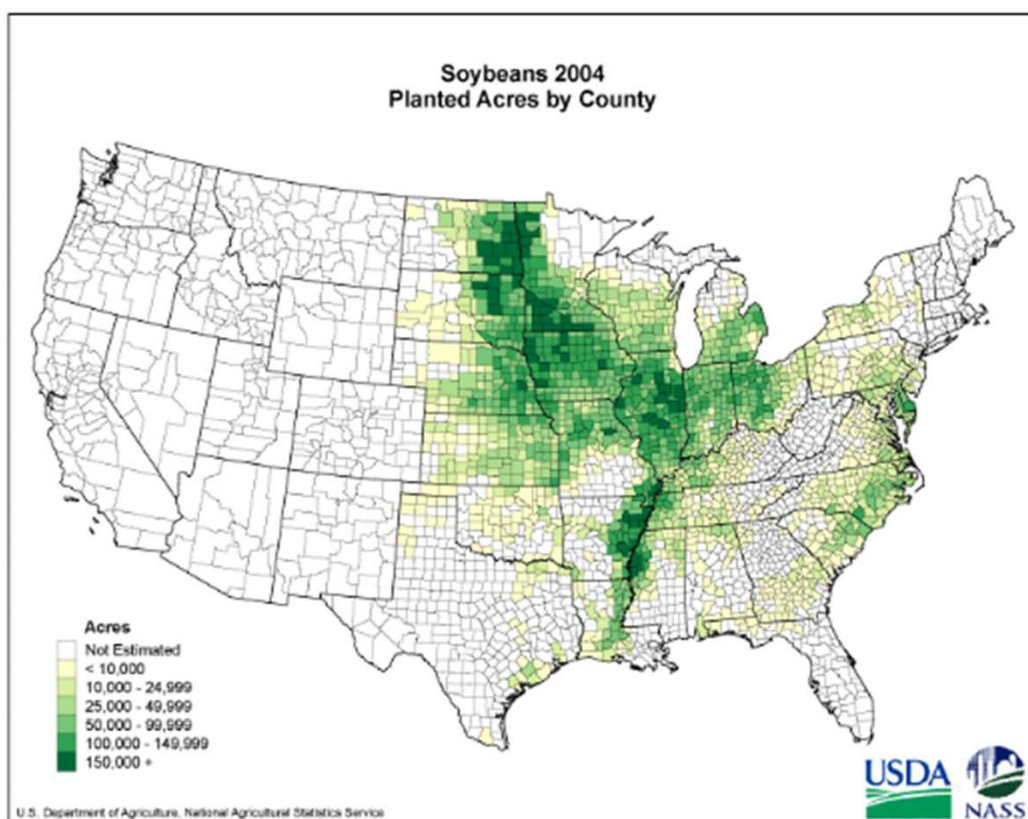 Soybeans 2004
Planted Acres by County
Acres
Not Estimated
< 10,000
10,000 - 24,999
25,000 - 49,999
50,000 - 99,999
100,000 - 149,999
150,000 +
USDA
NASS
U.S. Department of Agriculture, National Agricultural Statistics Service